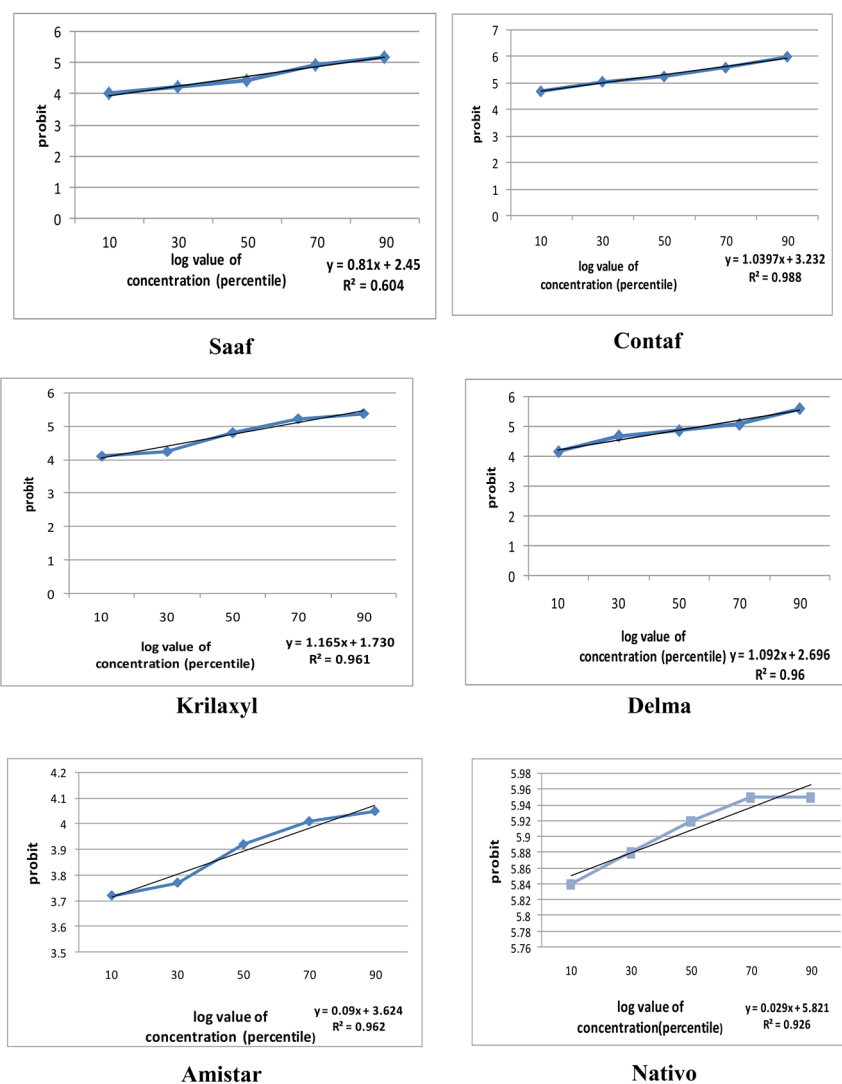 6
5
4
3
2
1
0
probit
10 30 50 70 90
log value of
concentration (percentile)
y = 0.81x + 2.45
R² = 0.604
Saaf
7
6
5
4
3
2
1
0
probit
10 30 50 70 90
log value of
concentration (percentile)
y = 1.0397x + 3.232
R² = 0.988
Contaf
6
5
4
3
2
1
0
probit
10 30 50 70 90
log value of
concentration (percentile)
y = 1.165x + 1.730
R² = 0.961
Krilaxyl
6
5
4
3
2
1
0
probit
10 30 50 70 90
log value of
concentration (percentile)
y = 1.092x + 2.696
R² = 0.96
Delma
4.2
4.1
4
3.9
3.8
3.7
3.6
3.5
probit
10 30 50 70 90
log value of
concentration (percentile)
y = 0.09x + 3.624
R² = 0.962
Amistar
5.98
5.96
5.94
5.92
5.9
5.88
5.86
5.84
5.82
5.8
5.78
5.76
probit
10 30 50 70 90
log value of
concentration(percentile)
y = 0.029x + 5.821
R² = 0.926
Nativo